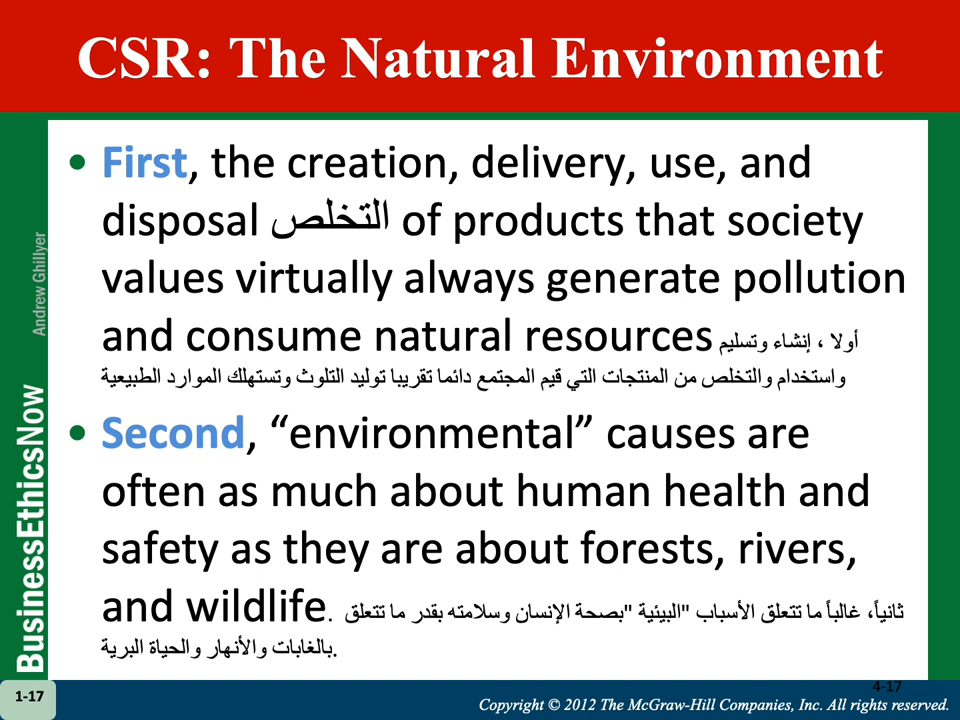 CSR: The Natural Environment
• First, the creation, delivery, use, and
disposal التخلص of products that society
values virtually always generate pollution
and consume natural resources أولا ، إنشاء وتسليم
واستخدام والتخلص من المنتجات التي قيم المجتمع دائما تقريبا توليد التلوث وتستهلك الموارد الطبيعية
• Second, “environmental” causes are
often as much about human health and
safety as they are about forests, rivers,
and wildlife. ثانياً، غالباً ما تتعلق الأسباب "البيئية "بصحة الإنسان وسلامته بقدر ما تتعلق
بالغابات والأنهار والحياة البرية.
Andrew Ghillyer
BusinessEthicsNow
1-17
4-17
Copyright © 2012 The McGraw-Hill Companies, Inc. All rights reserved.